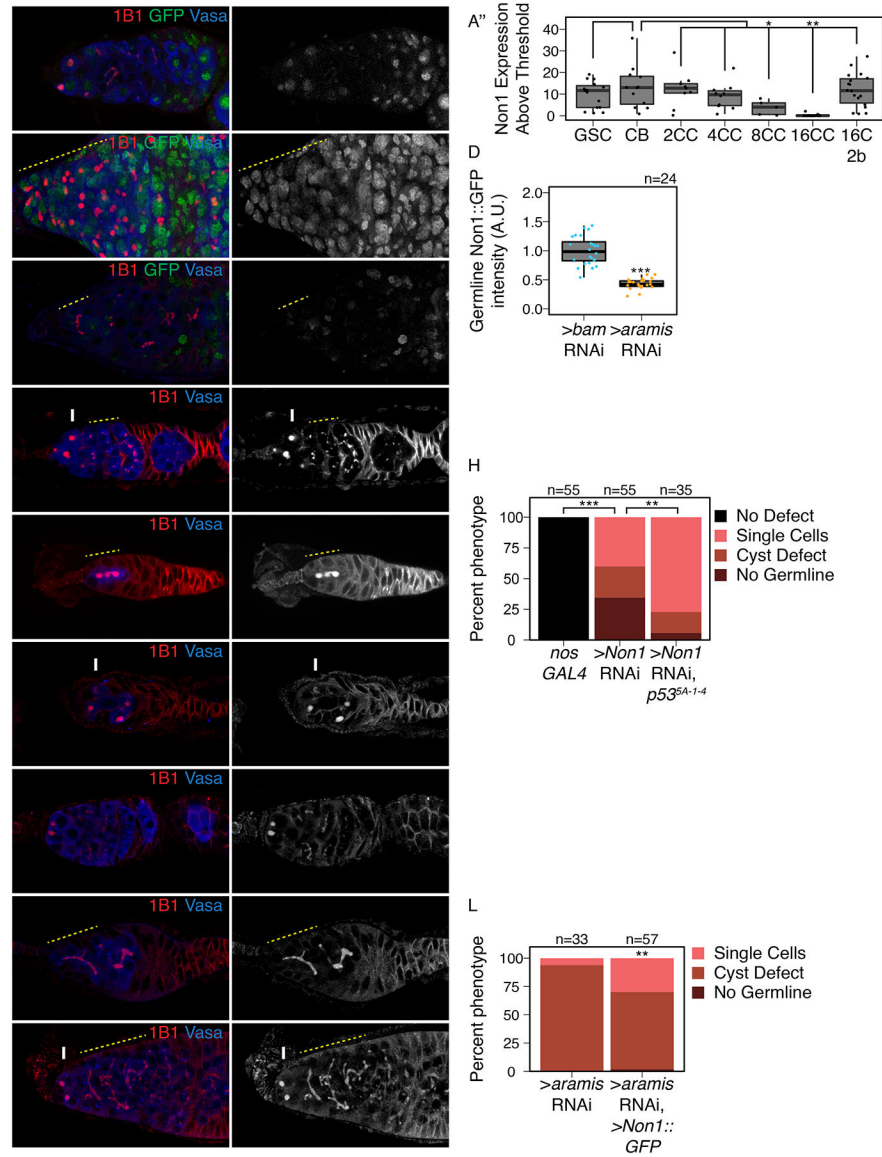 1B1 GFP Vasa
1B1 GFP Vasa
1B1 GFP Vasa
1B1 Vasa
1B1 Vasa
1B1 Vasa
1B1 Vasa
1B1 Vasa
1B1 Vasa
A’’
Non1 Expression
Above Threshold
40
30
20
10
0
* **
GSC CB 2CC 4CC 8CC 16CC 16C
2b
D
n=24
Germline Non1::GFP
intensity (A.U.)
2.0
1.5
1.0
0.5
0.0
***
>bam >aramis
RNAi RNAi
H
n=55 n=55 n=35
*** **
Percent phenotype
100
75
50
25
0
No Defect
Single Cells
Cyst Defect
No Germline
nos >Non1 >Non1
GAL4 RNAi RNAi,
p535A-1-4
L
n=33 n=57
**
Percent phenotype
100
75
50
25
0
Single Cells
Cyst Defect
No Germline
>aramis >aramis
RNAi RNAi,
>Non1::
GFP